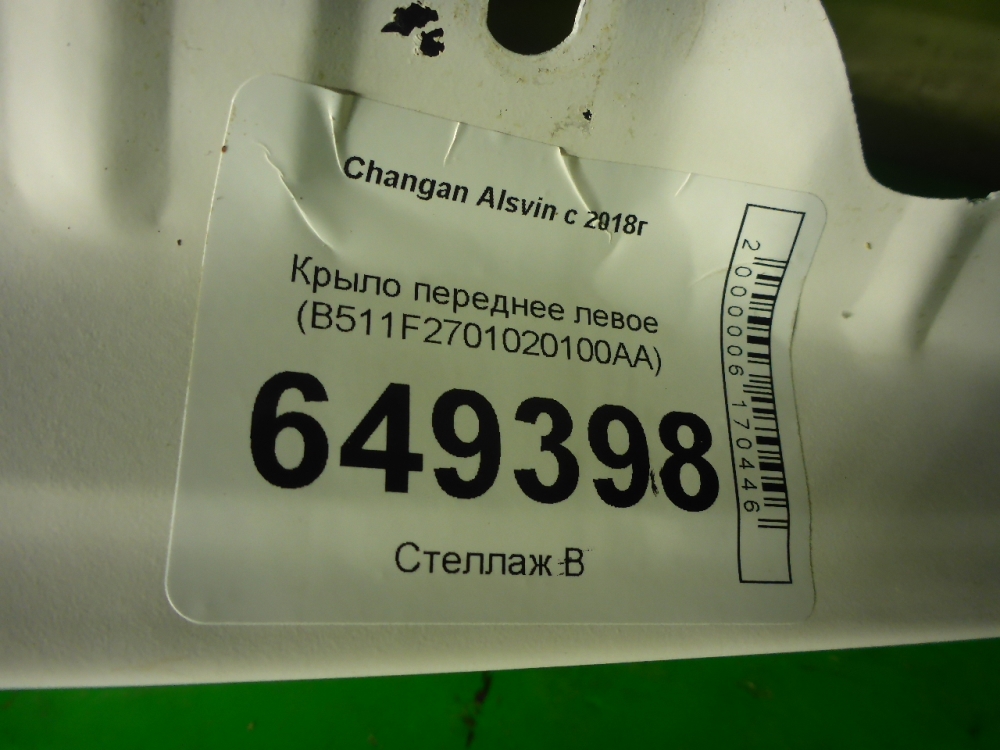 Changan Alsvin с 2018г
Крыло переднее левое
(B511F2701020100AA)
649398
Стеллаж В
2000006170446